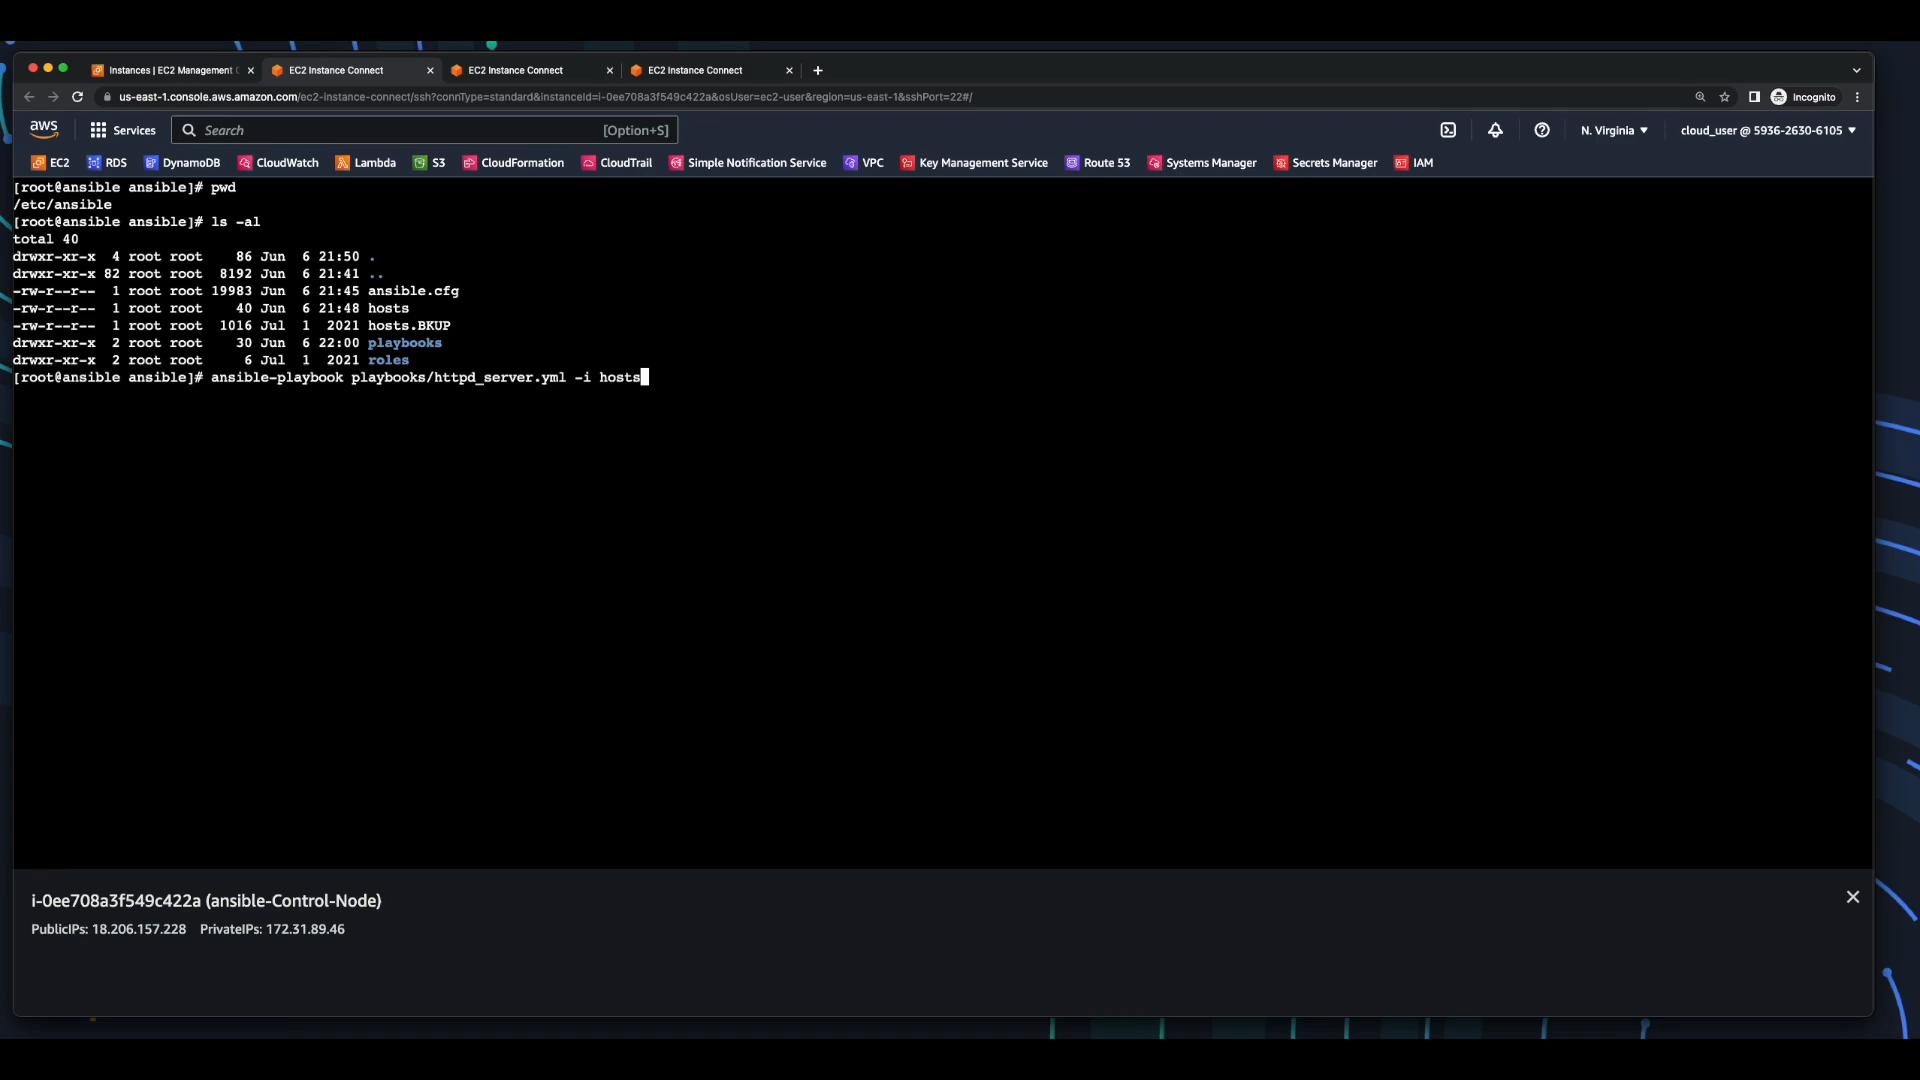 Instances | EC2 Management C
EC2 Instance Connect
EC2 Instance Connect
EC2 Instance Connect
us-east-1.console.aws.amazon.com/ec2-instance-connect/ssh?connType=standard&instanceId=i-0ee708a3f549c422a&osUser=ec2-user&region=us-east-1&sshPort=22#/
Incognito
aws Services Search [Option+S] N. Virginia cloud_user @ 5936-2630-6105
EC2 RDS DynamoDB CloudWatch Lambda S3 CloudFormation CloudTrail Simple Notification Service VPC Key Management Service Route 53 Systems Manager Secrets Manager IAM
[root@ansible ansible]# pwd
/etc/ansible
[root@ansible ansible]# ls -al
total 40
drwxr-xr-x  4 root root    86 Jun  6 21:50 .
drwxr-xr-x 82 root root  8192 Jun  6 21:41 ..
-rw-r--r--  1 root root 19983 Jun  6 21:45 ansible.cfg
-rw-r--r--  1 root root    40 Jun  6 21:48 hosts
-rw-r--r--  1 root root  1016 Jul  1  2021 hosts.BKUP
drwxr-xr-x  2 root root    30 Jun  6 22:00 playbooks
drwxr-xr-x  2 root root     6 Jul  1  2021 roles
[root@ansible ansible]# ansible-playbook playbooks/httpd_server.yml -i hosts
i-0ee708a3f549c422a (ansible-Control-Node)
PublicIPs: 18.206.157.228 PrivateIPs: 172.31.89.46